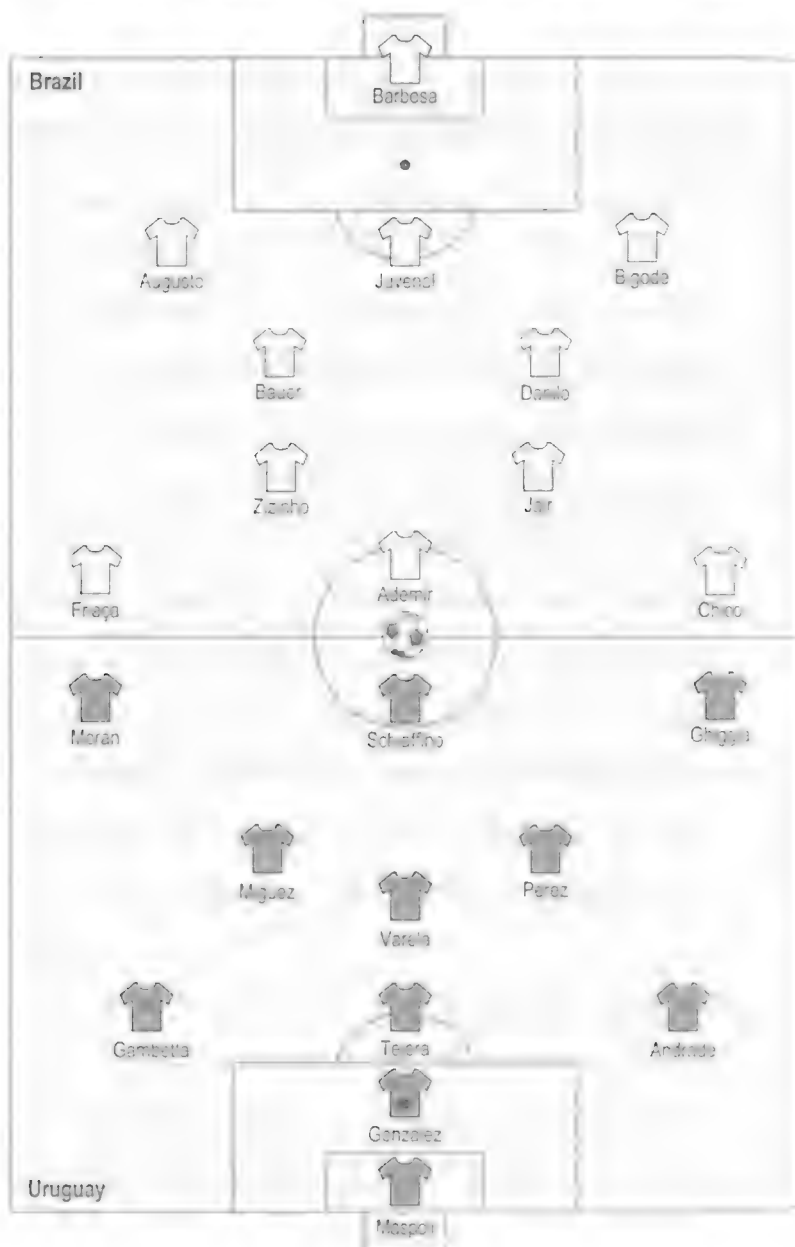 Brazil
Barbosa
Augusto
Juvenal
Bigode
Bauer
Danilo
Zizinho
Jair
Ademir
Friaça
Chico
Morán
Schiaffino
Ghiggia
Miguez
Perez
Varela
Gambetta
Tejera
Andrade
Gonzalez
Uruguay
Maspoli